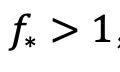 f* > 1,